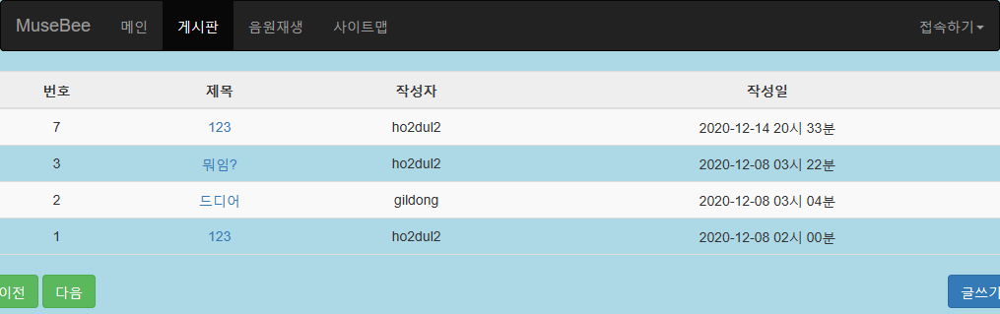 MuseBee 메인 게시판 음원재생 사이트맵 접속하기
번호 제목 작성자 작성일
7 123 ho2dul2 2020-12-14 20시 33분
3 뭐임? ho2dul2 2020-12-08 03시 22분
2 드디어 gildong 2020-12-08 03시 04분
1 123 ho2dul2 2020-12-08 02시 00분
이전 다음 글쓰기